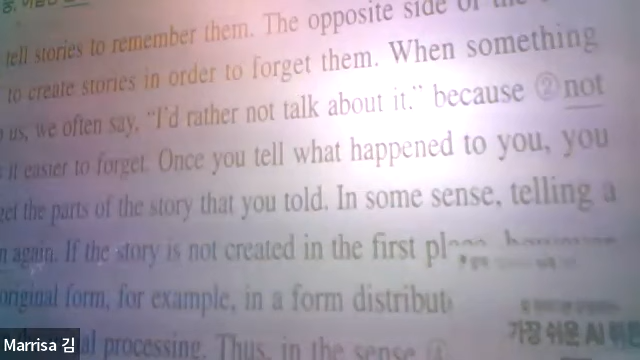 tell stories to remember them. The opposite side of the
to create stories in order to forget them. When something
us, we often say, "I'd rather not talk about it." because ②not
it easier to forget. Once you tell what happened to you, you
the parts of the story that you told. In some sense, telling a
again. If the story is not created in the first
original form, for example, in a form
processing. Thus, in the sense
가장 쉬운 AI
Marrisa 김